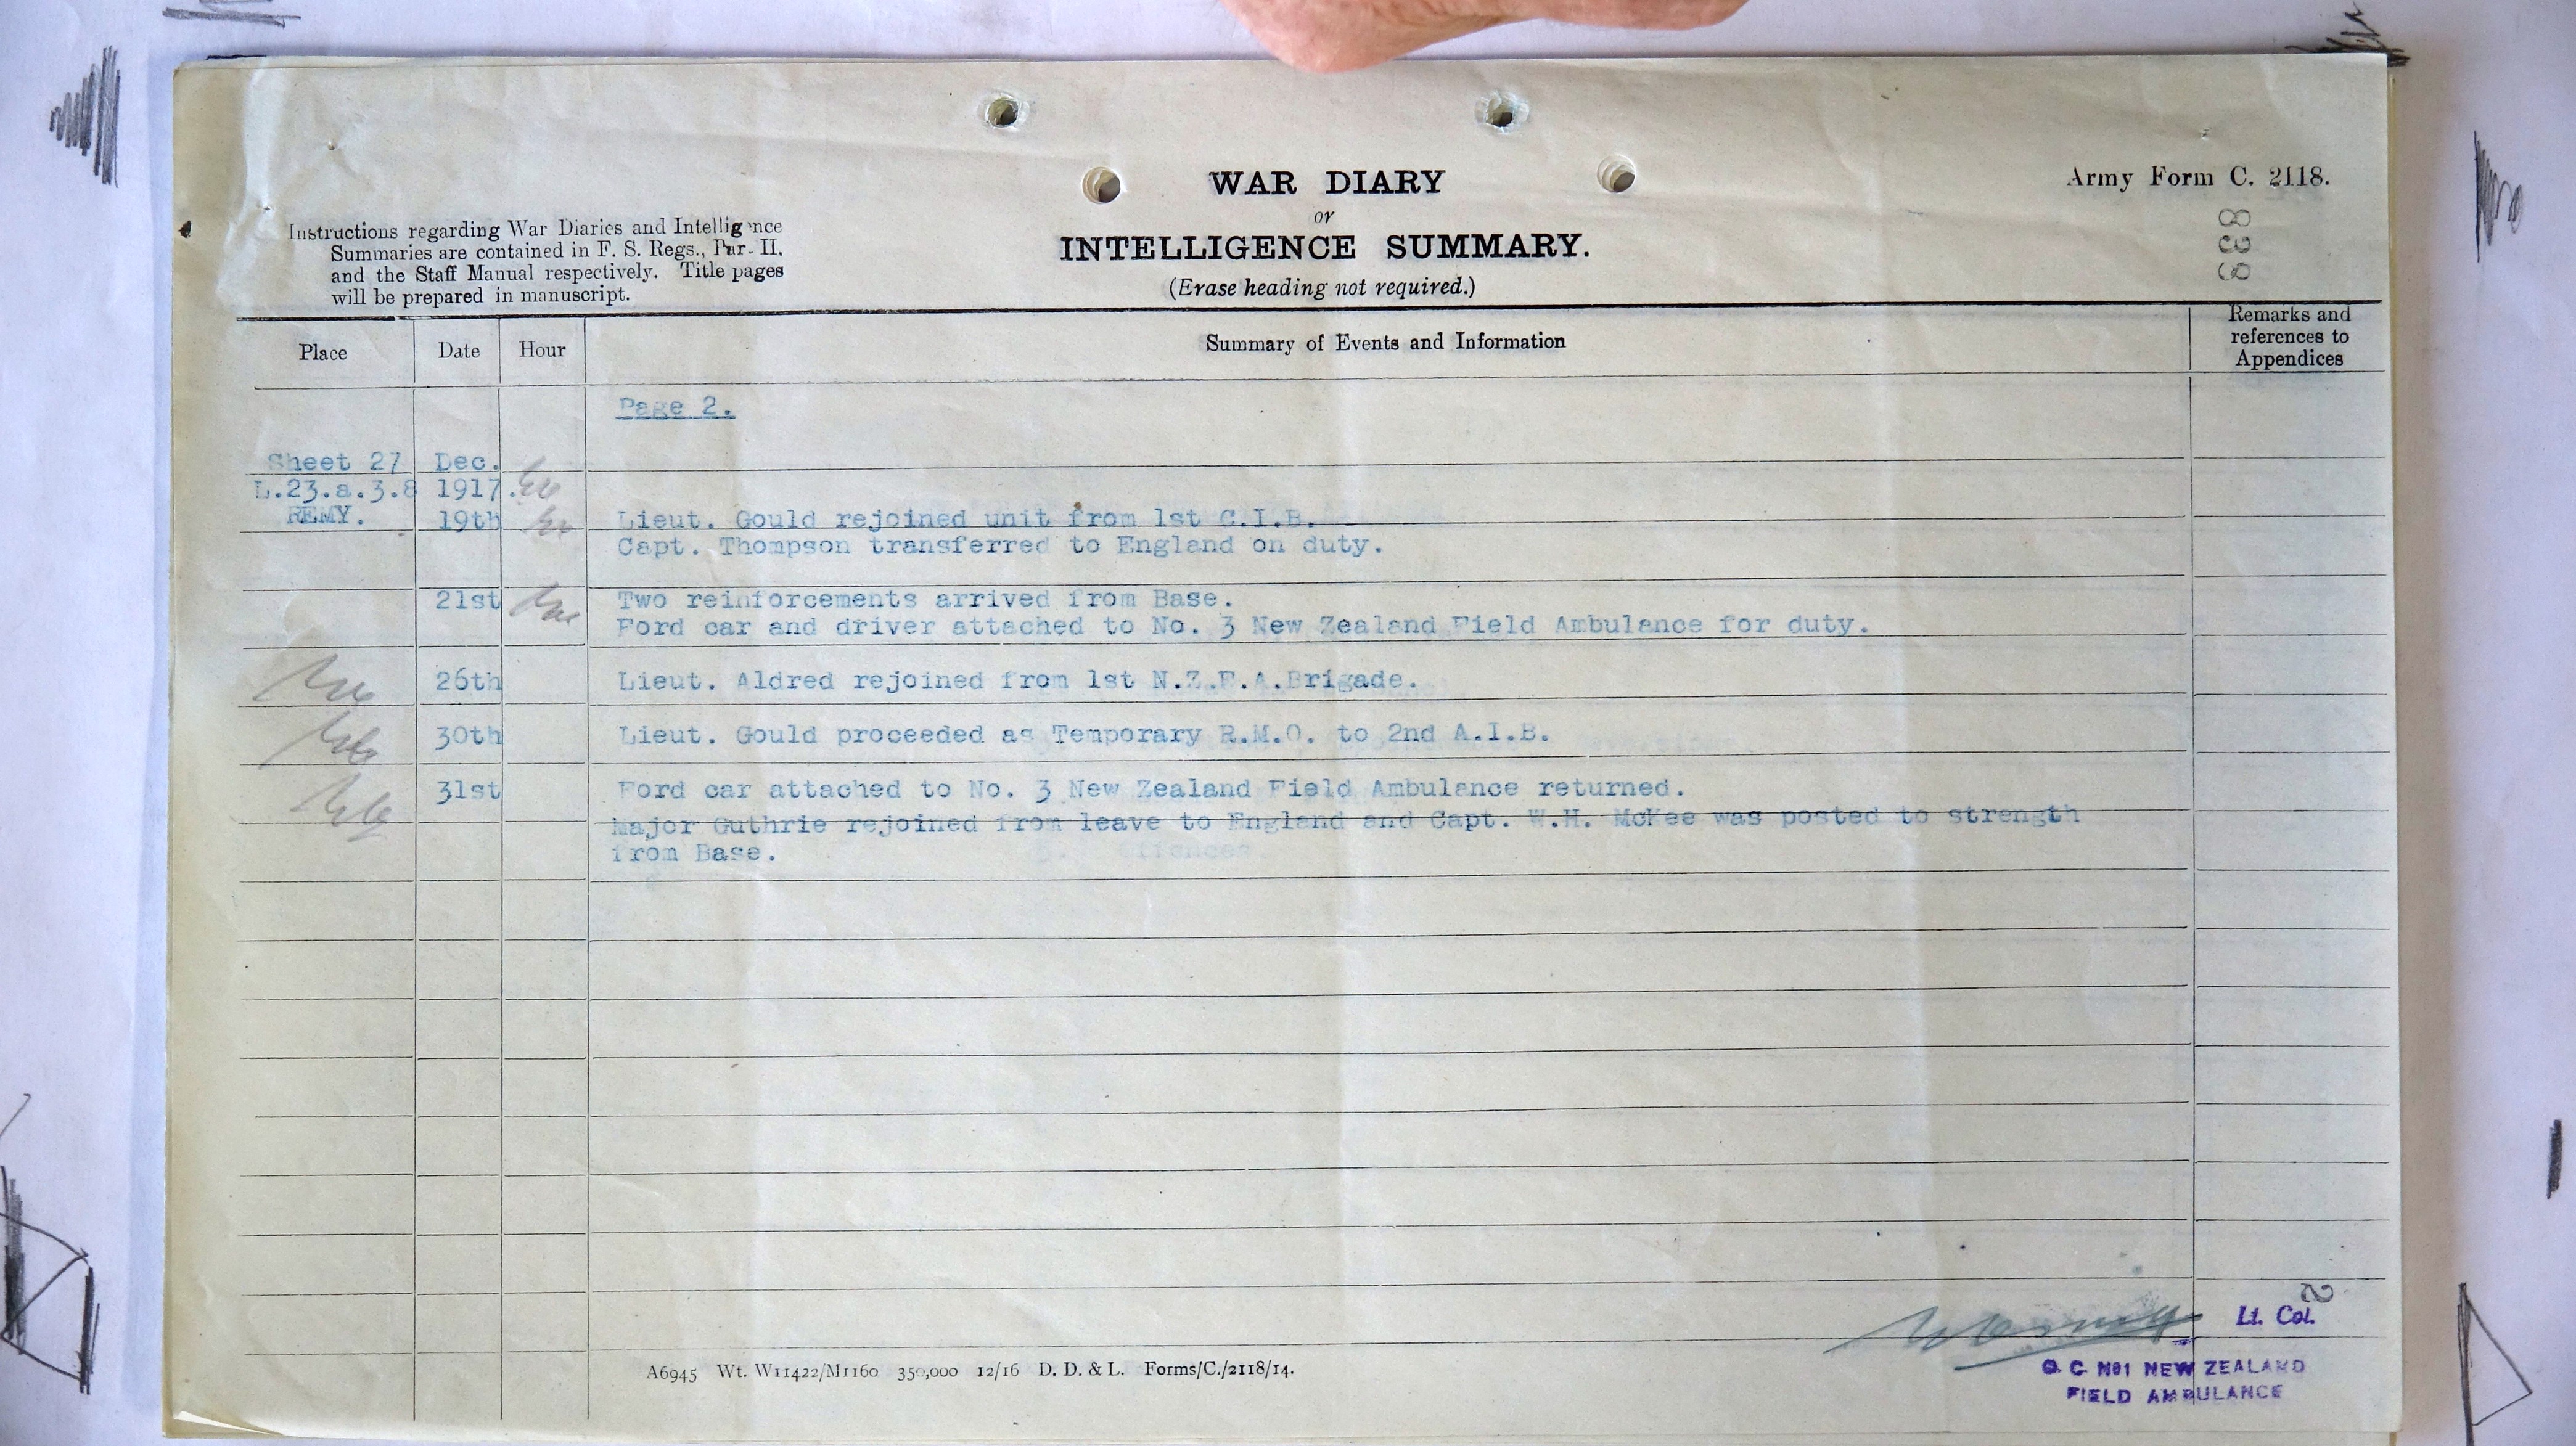 WAR DIARY
or
INTELLIGENCE SUMMARY.
(Erase heading not required.)
Army Form C. 2118.
839
Instructions regarding War Diaries and Intelligence
Summaries are contained in F. S. Regs., Par. II.
and the Staff Manual respectively. Title pages
will be prepared in manuscript.
Place Date Hour Summary of Events and Information Remarks and
references to
Appendices
Page 2.
Sheet 27 Dec.
L.23.a.3.8 1917.
REMY. 19th Lieut. Gould rejoined unit from 1st C.I.B.
Capt. Thompson transferred to England on duty.
21st Two reinforcements arrived from Base.
Ford car and driver attached to No. 3 New Zealand Field Ambulance for duty.
26th Lieut. Aldred rejoined from 1st N.Z.F.A.Brigade.
30th Lieut. Gould proceeded as Temporary R.M.O. to 2nd A.I.B.
31st Ford car attached to No. 3 New Zealand Field Ambulance returned.
Major Guthrie rejoined from leave to England and Capt. W.H. McKee was posted to strength
from Base.
2
Lt. Col.
O. C. No1 NEW ZEALAND
FIELD AMBULANCE
A6945 Wt. W11422/M1160 350,000 12/16 D. D. & L. Forms/C./2118/14.